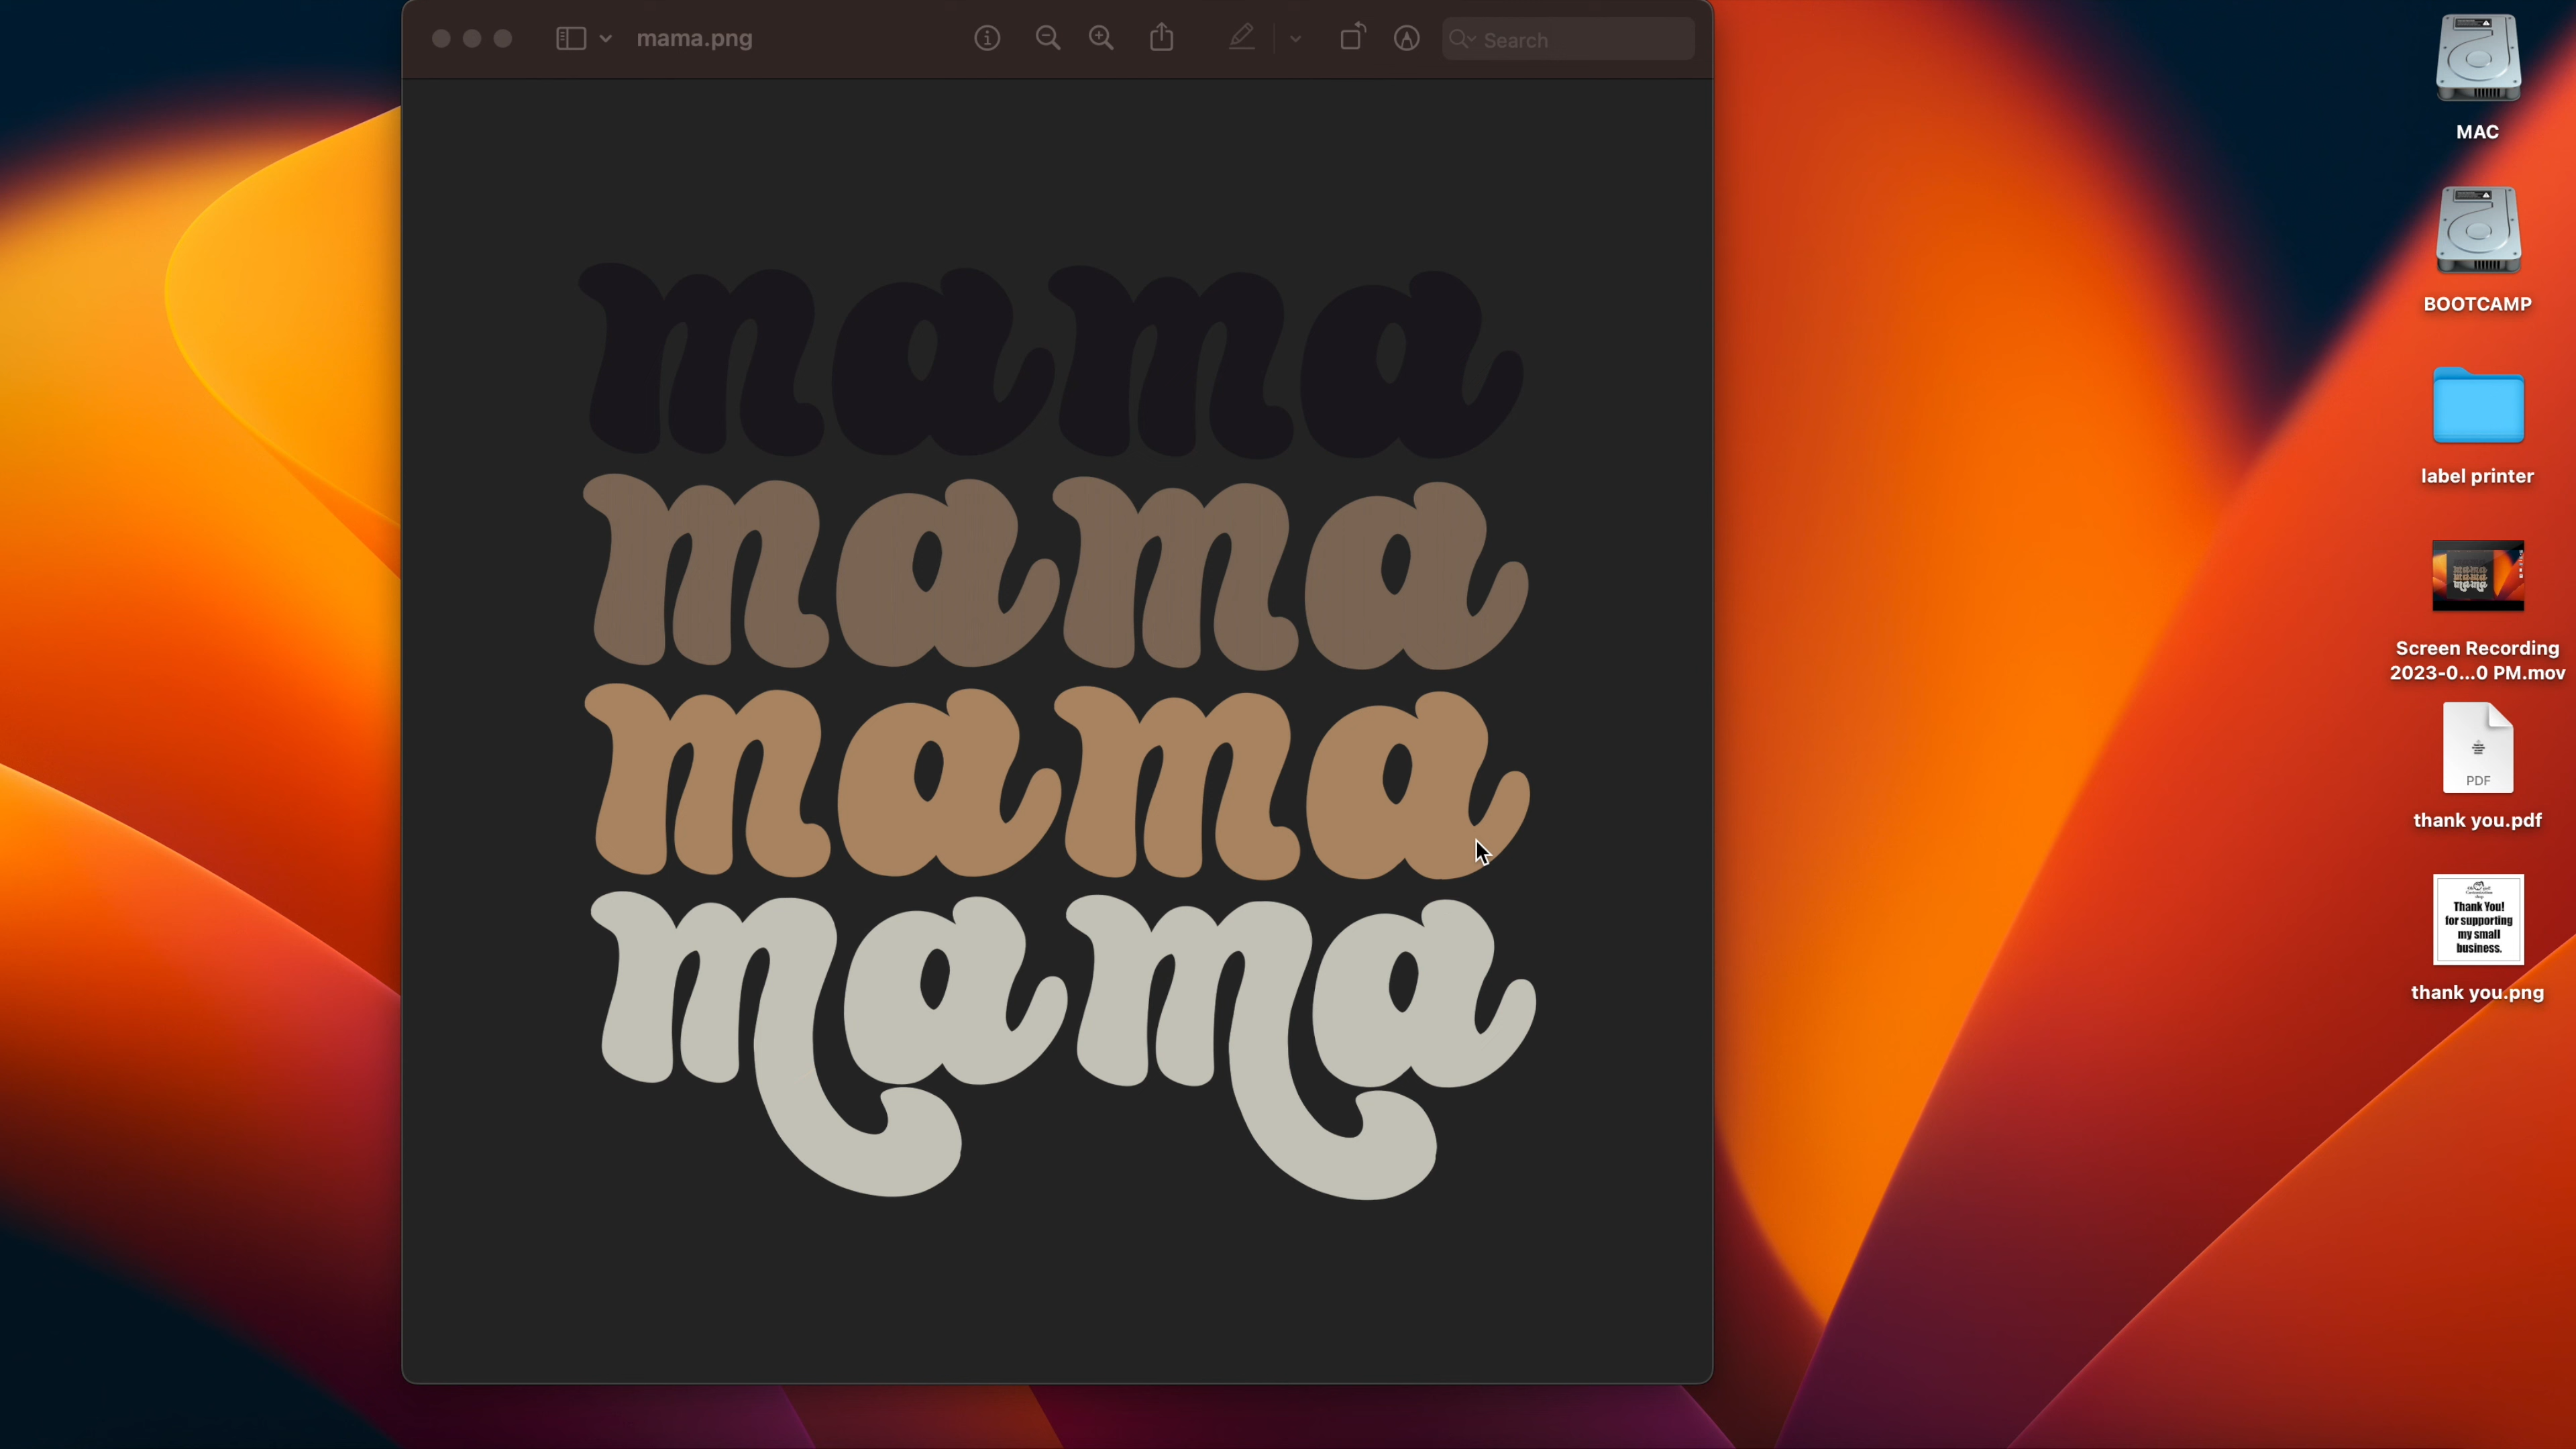 mama.png
Search
mama
mama
mama
mama
MAC
BOOTCAMP
label printer
Screen Recording
2023-0...0 PM.mov
PDF
thank you.pdf
Thank You!
for supporting
my small
business.
thank you.png